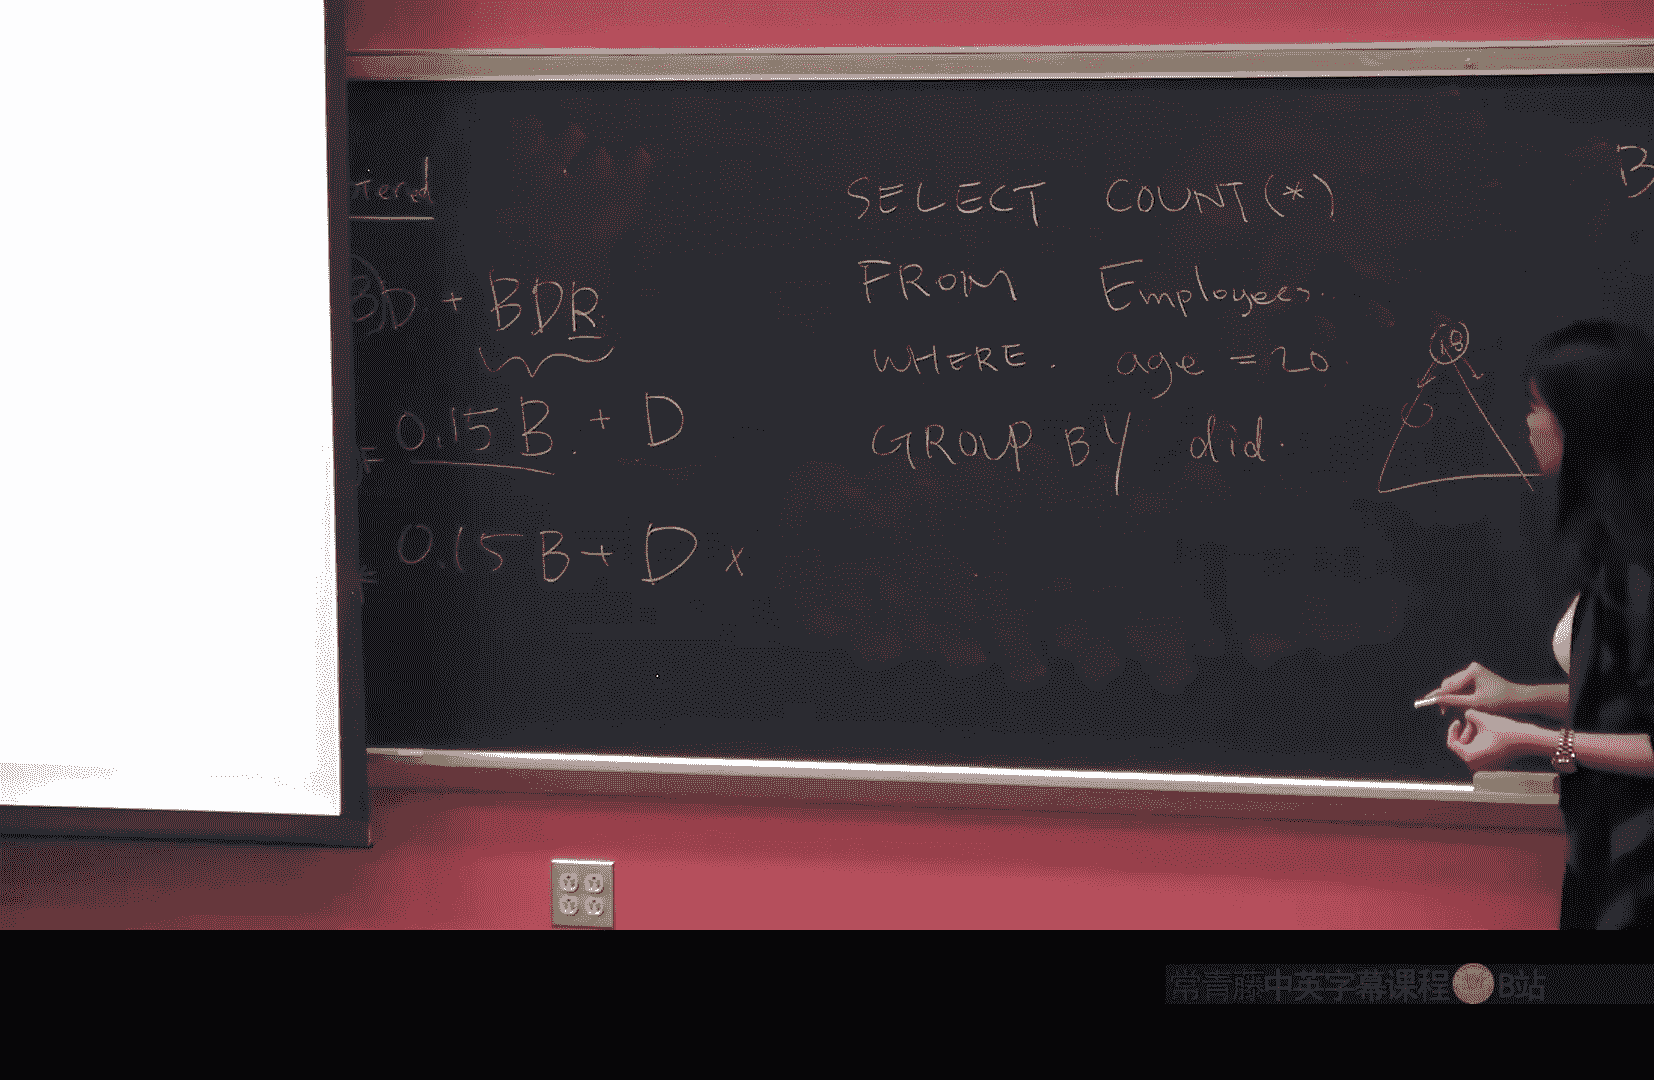 BD + BDR
0.15 B + D
0.15 B + D x
SELECT COUNT(*)
FROM Employees
WHERE. age = 20
GROUP BY did.
18
B
常青藤中英字幕课程 B站